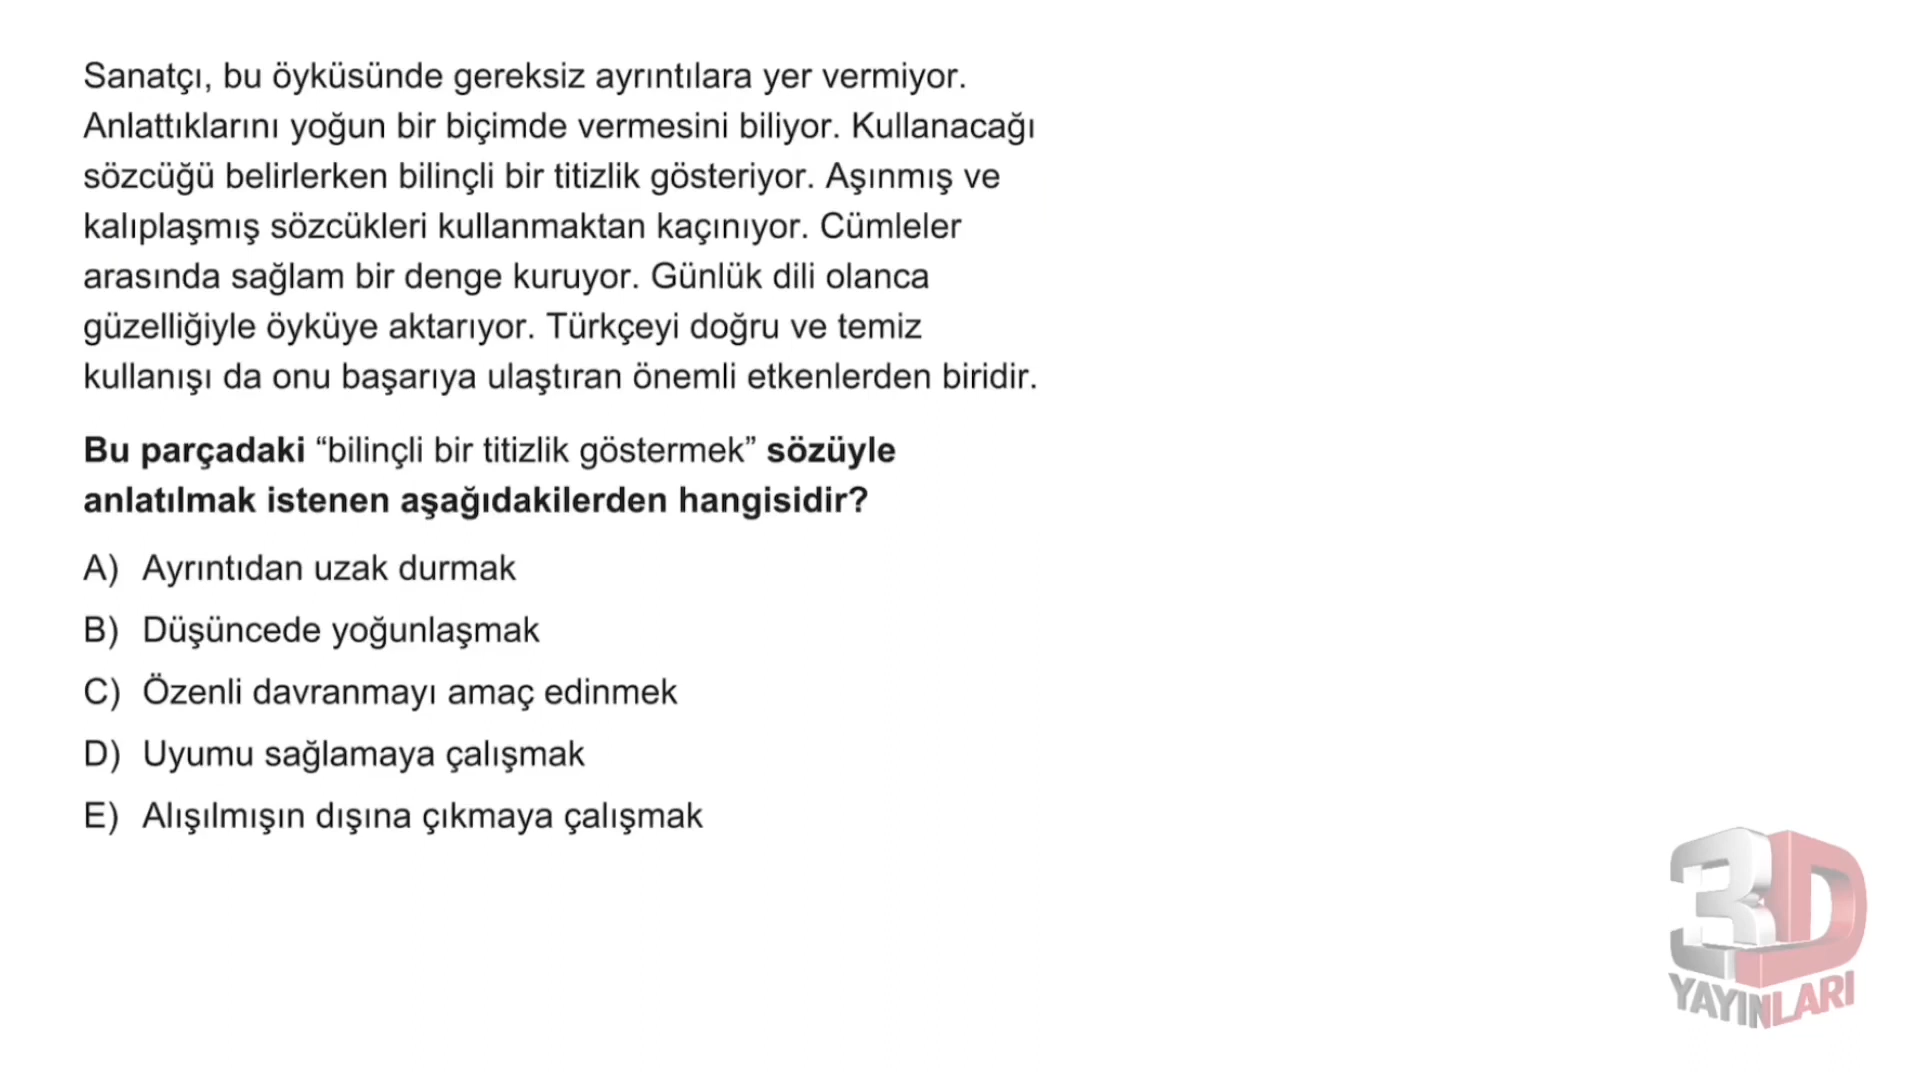 Sanatçı, bu öyküsünde gereksiz ayrıntılara yer vermiyor.
Anlattıklarını yoğun bir biçimde vermesini biliyor. Kullanacağı
sözcüğü belirlerken bilinçli bir titizlik gösteriyor. Aşınmış ve
kalıplaşmış sözcükleri kullanmaktan kaçınıyor. Cümleler
arasında sağlam bir denge kuruyor. Günlük dili olanca
güzelliğiyle öyküye aktarıyor. Türkçeyi doğru ve temiz
kullanışı da onu başarıya ulaştıran önemli etkenlerden biridir.
Bu parçadaki “bilinçli bir titizlik göstermek” sözüyle
anlatılmak istenen aşağıdakilerden hangisidir?
A) Ayrıntıdan uzak durmak
B) Düşüncede yoğunlaşmak
C) Özenli davranmayı amaç edinmek
D) Uyumu sağlamaya çalışmak
E) Alışılmışın dışına çıkmaya çalışmak
3D
YAYINLARI